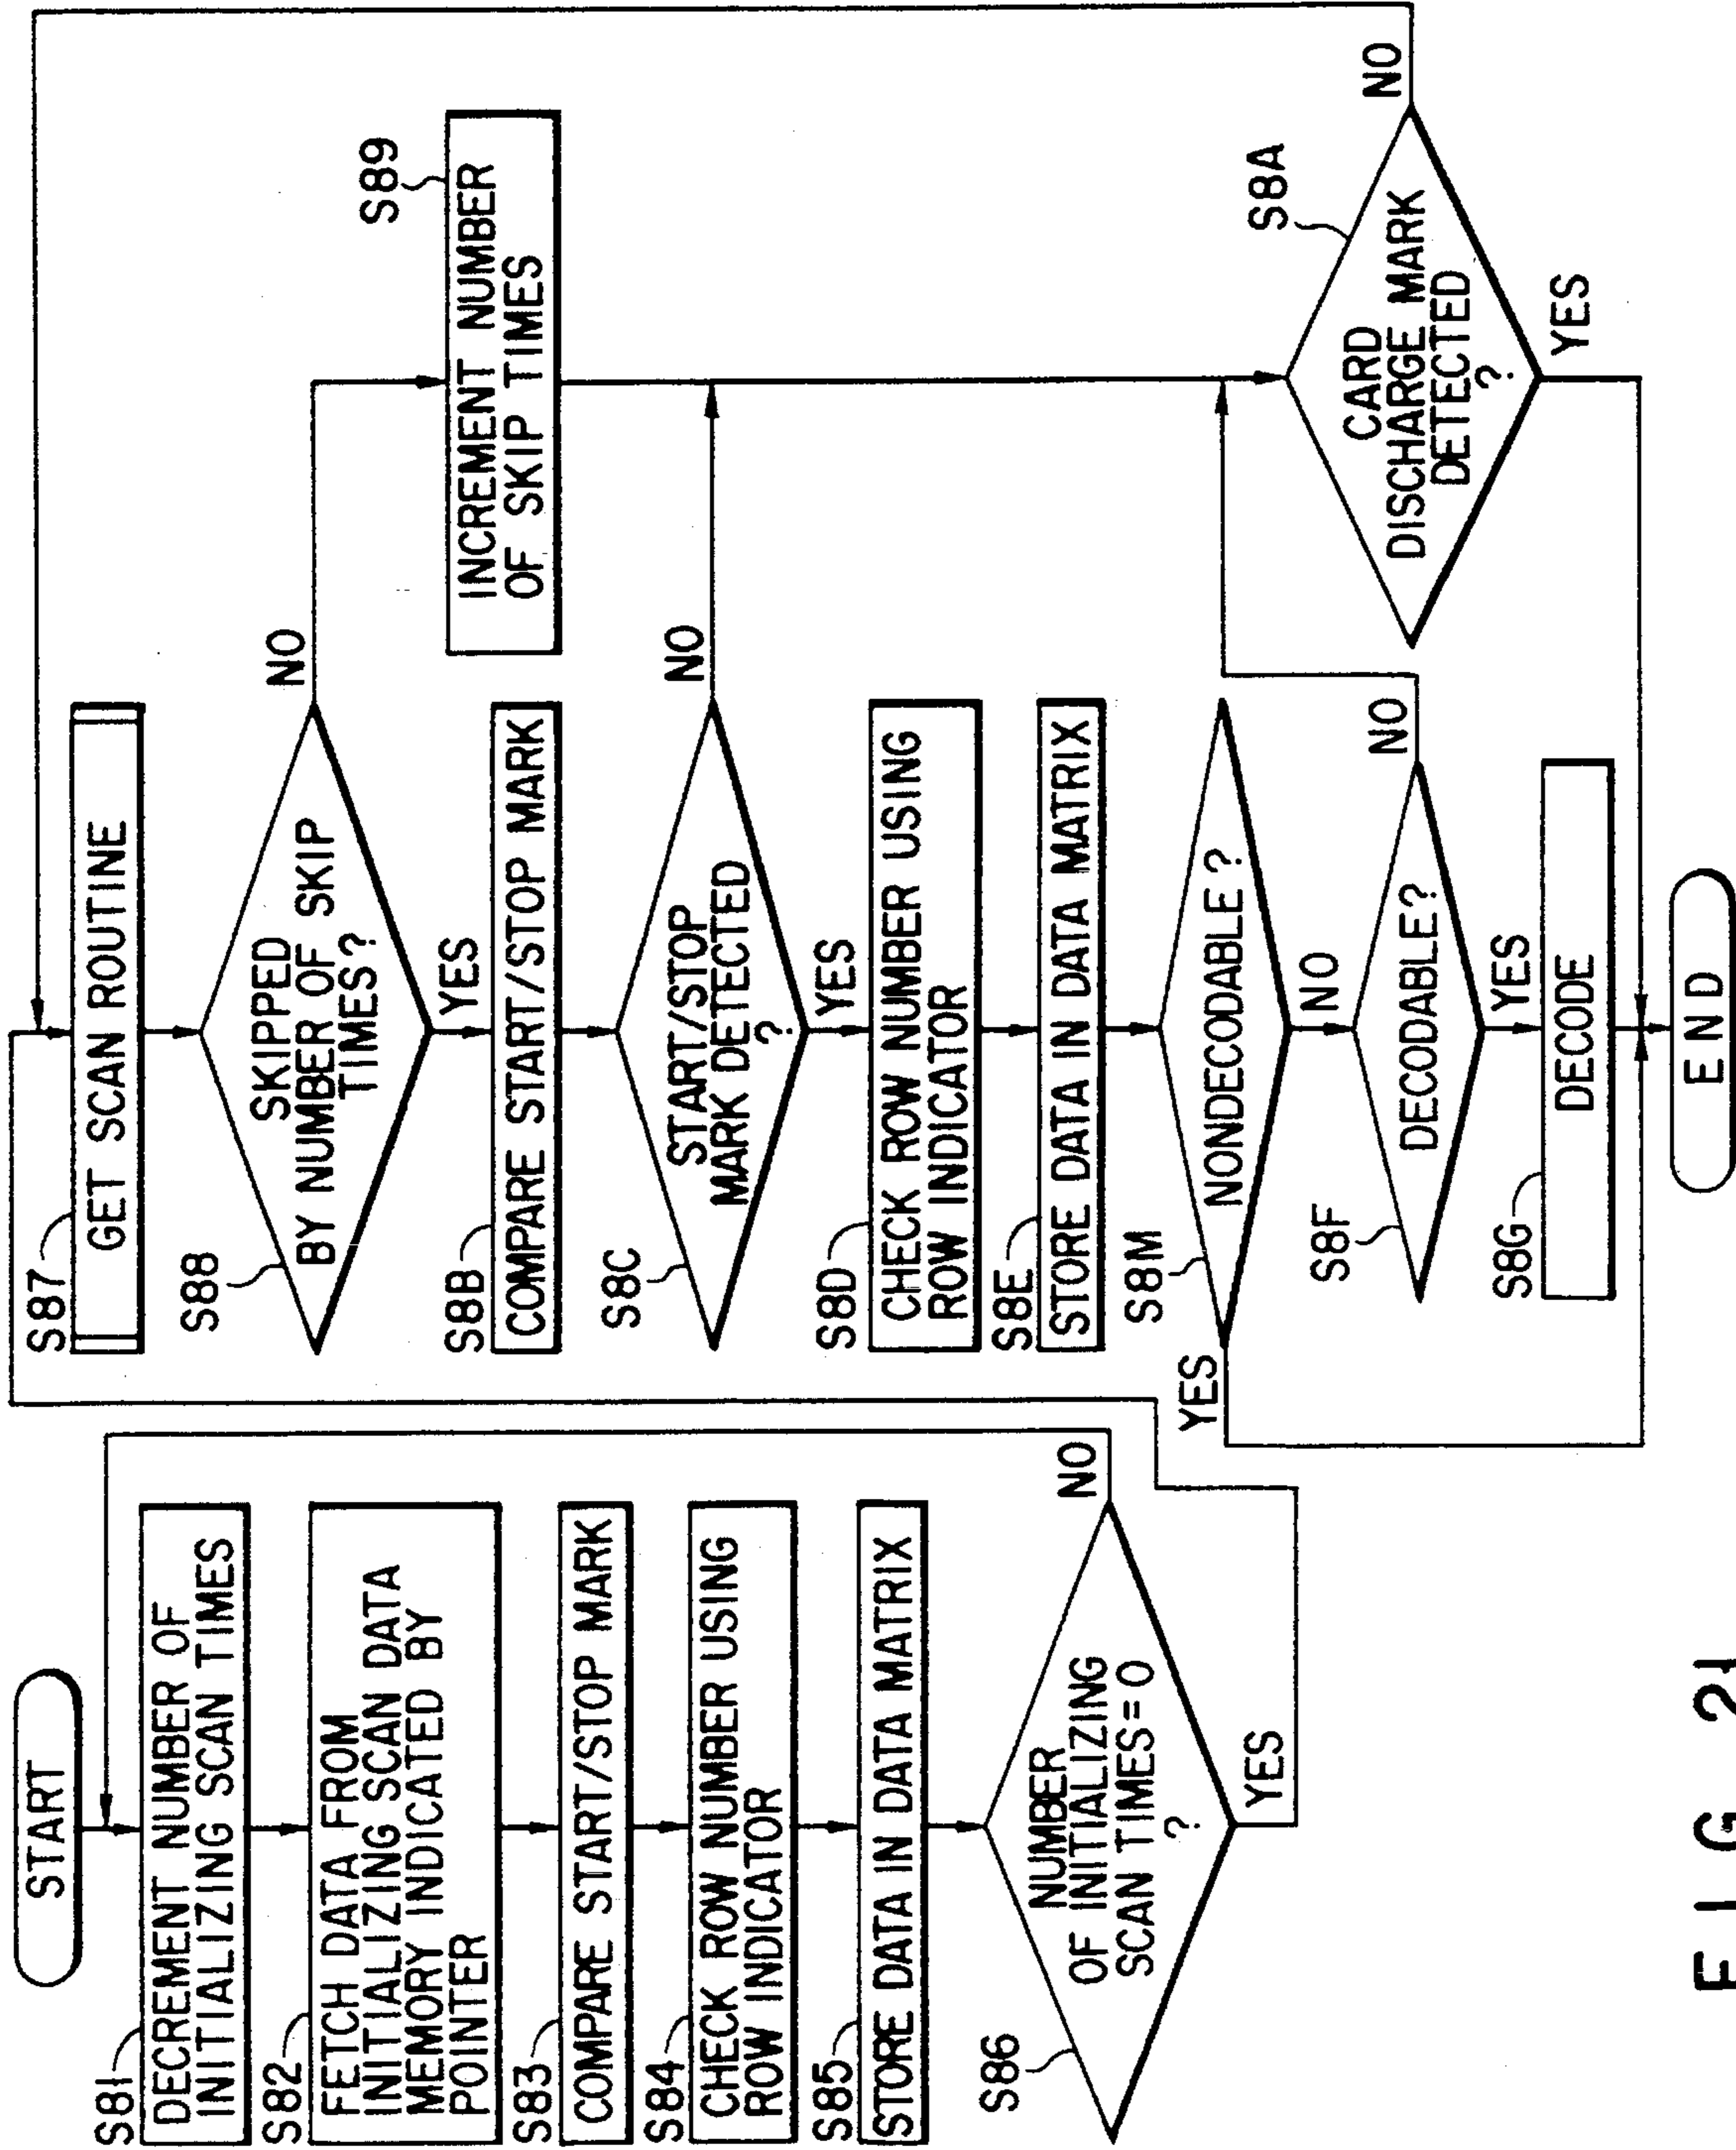 START
S81
DECREMENT NUMBER OF
INITIALIZING SCAN TIMES
S82
FETCH DATA FROM
INITIALIZING SCAN DATA
MEMORY INDICATED BY
POINTER
S83
COMPARE START/STOP MARK
S84
CHECK ROW NUMBER USING
ROW INDICATOR
S85
STORE DATA IN DATA MATRIX
S86
NUMBER
OF INITIALIZING
SCAN TIMES=0
?
NO
YES
S87
GET SCAN ROUTINE
S88
SKIPPED
BY NUMBER OF SKIP
TIMES?
NO
YES
S89
INCREMENT NUMBER
OF SKIP TIMES
S8B
COMPARE START/STOP MARK
S8C
START/STOP
MARK DETECTED
?
NO
YES
S8D
CHECK ROW NUMBER USING
ROW INDICATOR
S8E
STORE DATA IN DATA MATRIX
S8M
NONDECODABLE?
YES
NO
S8F
DECODABLE?
NO
YES
S8G
DECODE
S8A
CARD
DISCHARGE MARK
DETECTED
?
NO
YES
END
FIG. 21